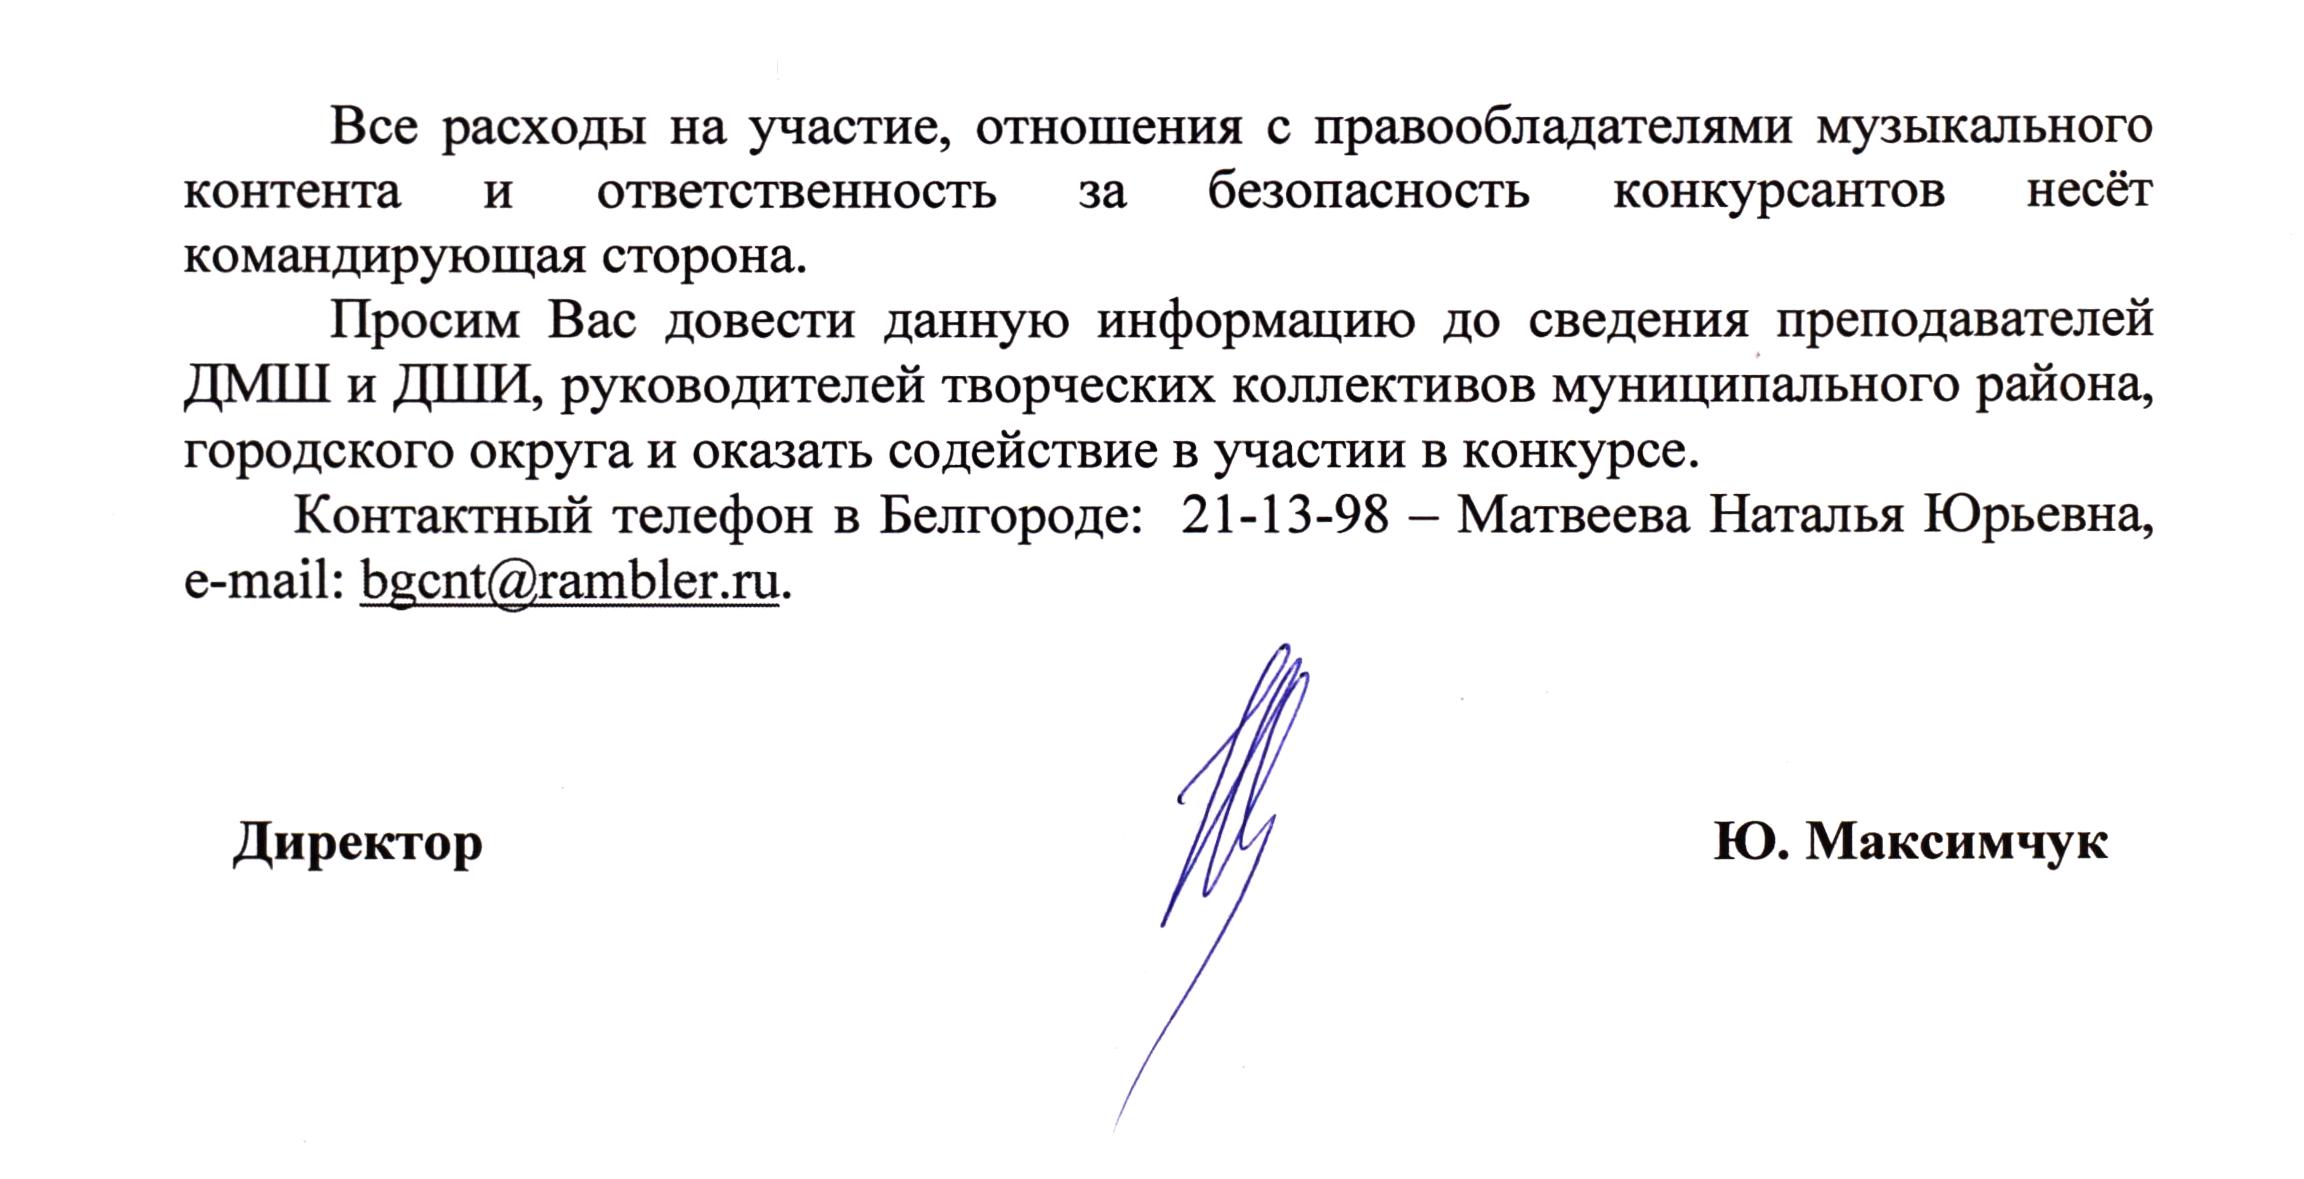 Все расходы на участие, отношения с правообладателями музыкального
контента и ответственность за безопасность конкурсантов несёт
командирующая сторона.
Просим Вас довести данную информацию до сведения преподавателей
ДМШ и ДШИ, руководителей творческих коллективов муниципального района,
городского округа и оказать содействие в участии в конкурсе.
Контактный телефон в Белгороде: 21-13-98 – Матвеева Наталья Юрьевна,
e-mail: bgcnt@rambler.ru.
Директор Ю. Максимчук